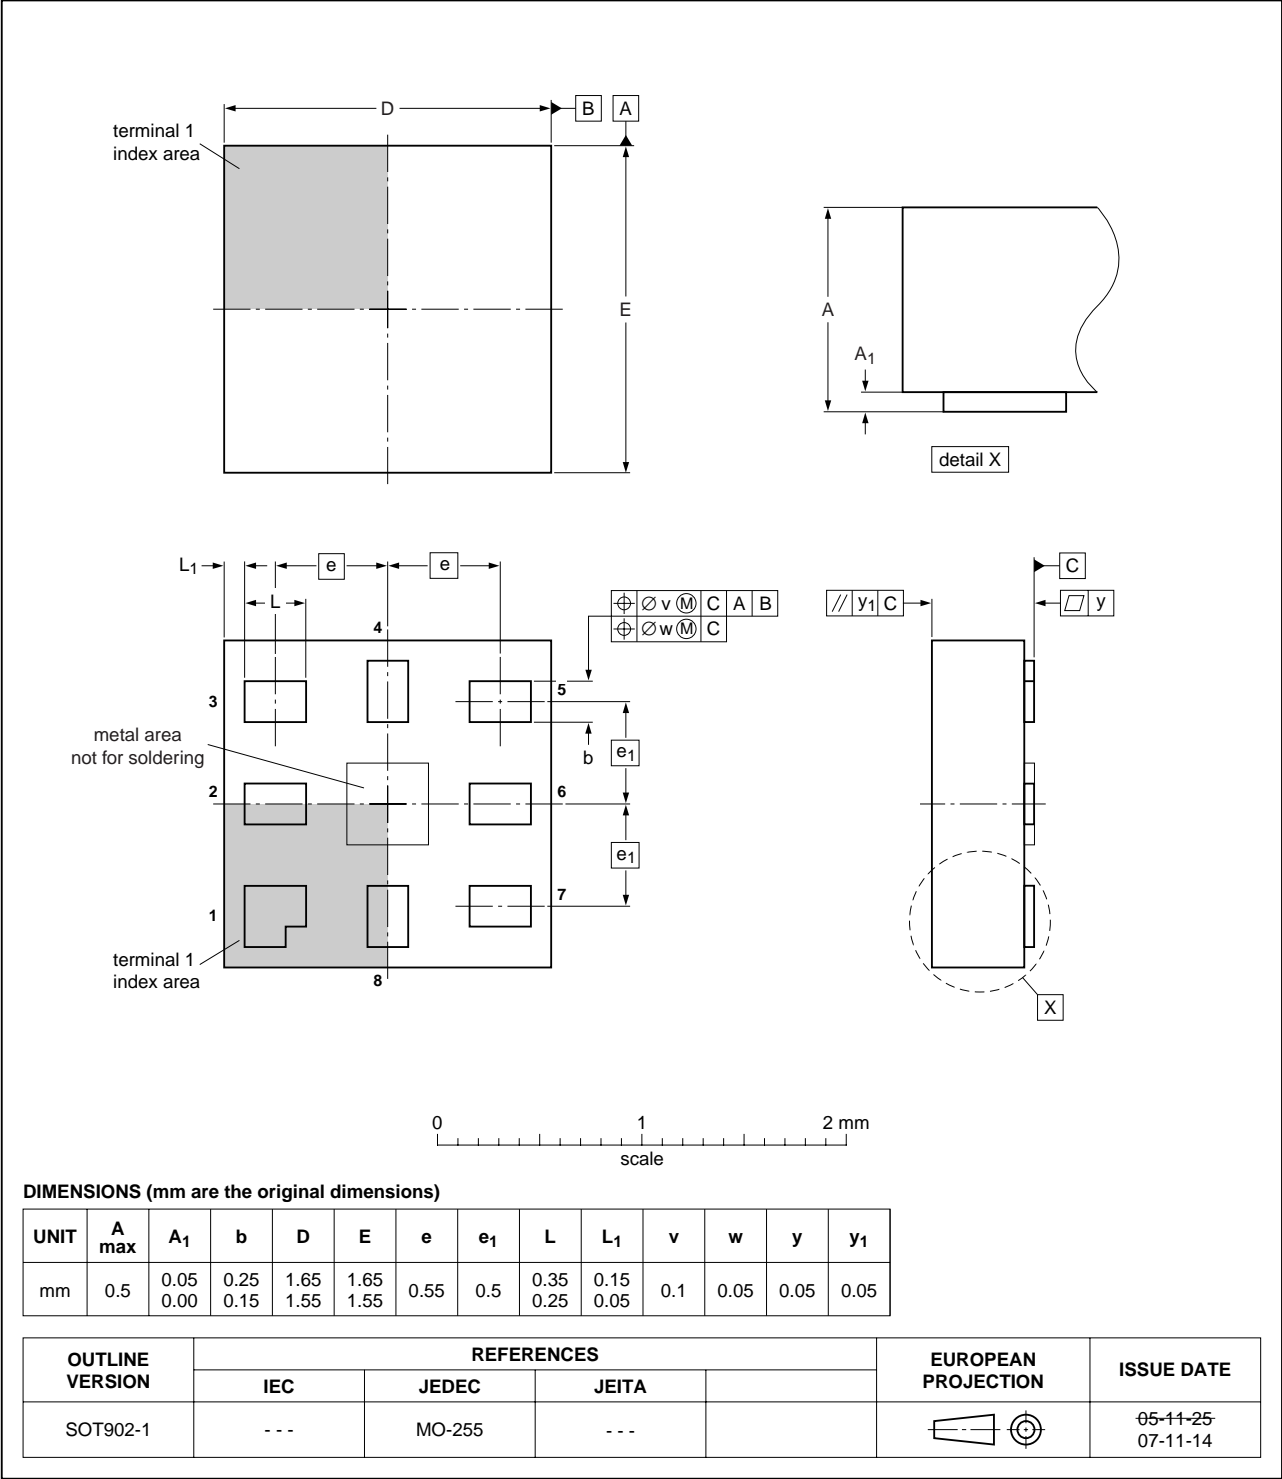 D
B A
terminal 1
index area
E
A
A1
detail X
L1
e
e
L
⌖ ⌀ v Ⓜ C A B
⌖ ⌀ w Ⓜ C
C
// y1 C
⏥ y
4
3
5
metal area
not for soldering
b
e1
2
6
e1
1
7
terminal 1
index area
8
X
0 1 2 mm
scale
DIMENSIONS (mm are the original dimensions)
UNIT A max A1 b D E e e1 L L1 v w y y1
mm 0.5 0.05 0.00 0.25 0.15 1.65 1.55 1.65 1.55 0.55 0.5 0.35 0.25 0.15 0.05 0.1 0.05 0.05 0.05
OUTLINE VERSION REFERENCES EUROPEAN PROJECTION ISSUE DATE
IEC JEDEC JEITA
SOT902-1 - - - MO-255 - - - 05-11-25
07-11-14